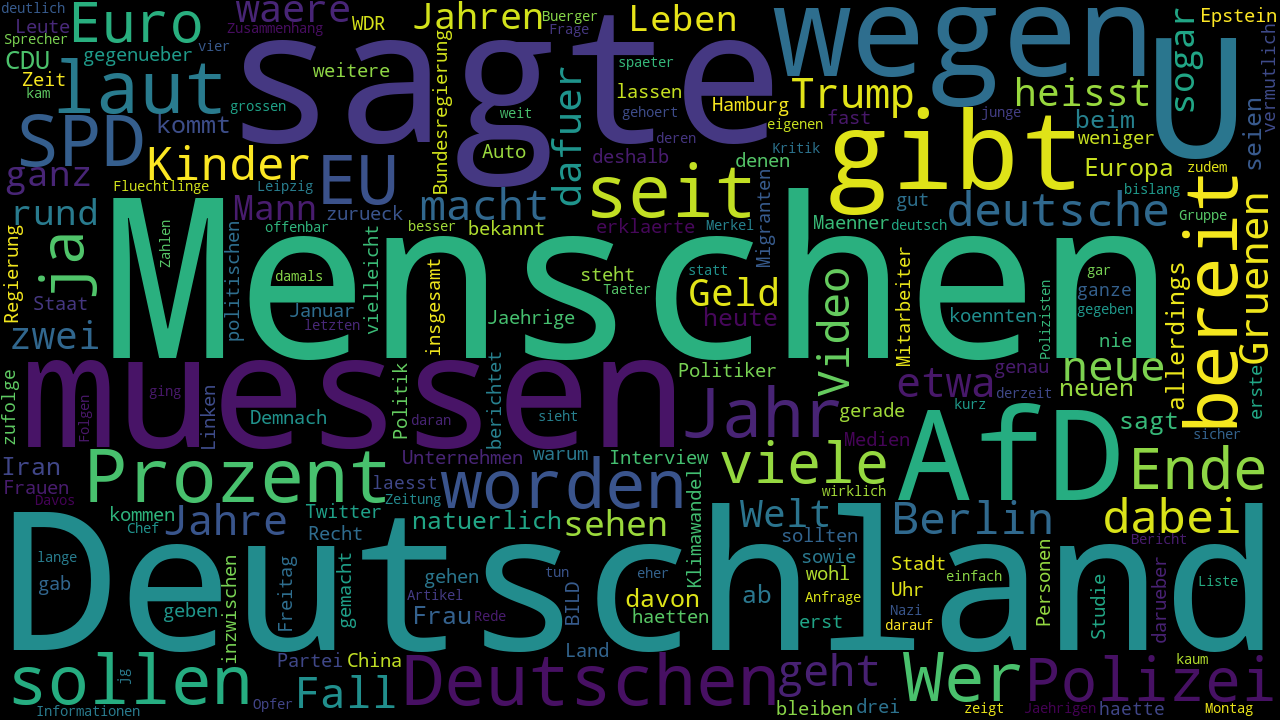 deutlich
Euro
waere
WDR
Jahren
Buerger
Leben
wegen
Epstein
Leute
Zusammenhang
Frage
Sprecher
gegenueber
vier
sagte
U
sogar
vermutlich
CDU
Zeit
laut
weitere
spaeter
Trump
heisst
kam
grossen
Bundesregierung
weit
lassen
gehoert
Hamburg
gibt
junge
SPD
kommt
dafuer
deren
eigenen
fast
beim
weniger
seien
ganz
Kinder
EU
Auto
deshalb
denen
Kritik
Europa
zudem
Fluechtlinge
Leipzig
macht
seit
gut
bislang
rund
Mann
zurueck
deutsche
Gruppe
ja
offenbar
besser
bekannt
erklaerte
Merkel
Migranten
Maenner
deutsch
bereit
Gruenen
Regierung
Zahlen
politischen
vielleicht
Menschen
damals
insgesamt
steht
statt
Taeter
gar
ganze
Staat
Januar
Geld
video
Mitarbeiter
koennten
Polizisten
gegeben
allerdings
zwei
letzten
Jaehrige
heute
nie
muessen
Politik
berichtet
Politiker
genau
neue
zufolge
Folgen
ging
Linken
Demnach
daran
sieht
Jahr
gerade
etwa
kurz
derzeit
neuen
erste
AfD
sagt
Medien
sicher
Iran
Prozent
Unternehmen
warum
Interview
viele
Ende
Frauen
laesst
worden
wirklich
Davos
kommen
Chef
Jahre
Zeitung
Twitter
Recht
natuerlich
sehen
Klimawandel
Welt
sollten
Berlin
dabei
Bericht
Deutschland
lange
gab
inzwischen
Freitag
gemacht
gehen
tun
eher
sowie
wohl
Stadt
einfach
Personen
Studie
darueber
Liste
geben
Artikel
Frau
Rede
BILD
davon
haetten
ab
Anfrage
erst
Uhr
Nazi
darauf
sollen
jg
Partei
China
Land
Fall
Deutschen
geht
Wer
kaum
Polizei
Informationen
Opfer
bleiben
drei
zeigt
Jaehrigen
haette
Montag